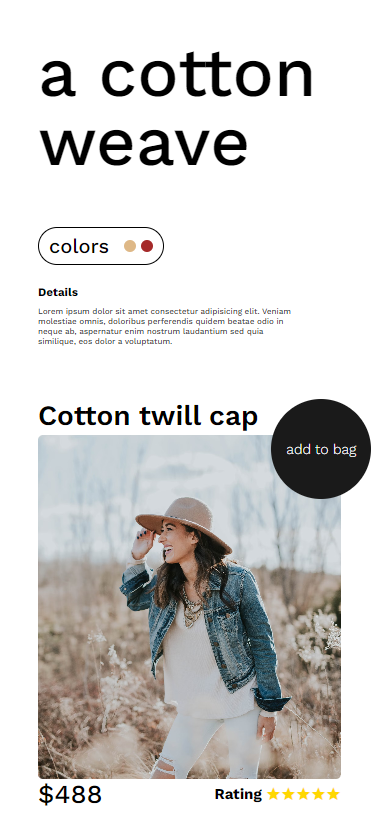 a cotton
weave
colors
Details
Lorem ipsum dolor sit amet consectetur adipisicing elit. Veniam
molestiae omnis, doloribus perferendis quidem beatae odio in
neque ab, aspernatur enim nostrum laudantium sed quia
similique, eos dolor a voluptatum.
Cotton twill cap
add to bag
$488
Rating